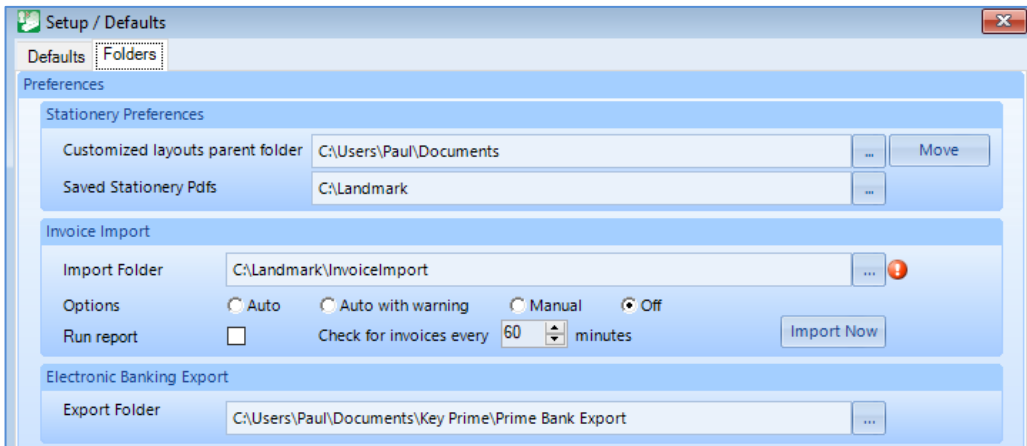 Setup / Defaults
Defaults Folders
Preferences
Stationery Preferences
Customized layouts parent folder C:\Users\Paul\Documents ... Move
Saved Stationery Pdfs C:\Landmark ...
Invoice Import
Import Folder C:\Landmark\InvoiceImport ...
Options Auto Auto with warning Manual Off
Run report Check for invoices every 60 minutes Import Now
Electronic Banking Export
Export Folder C:\Users\Paul\Documents\Key Prime\Prime Bank Export ...